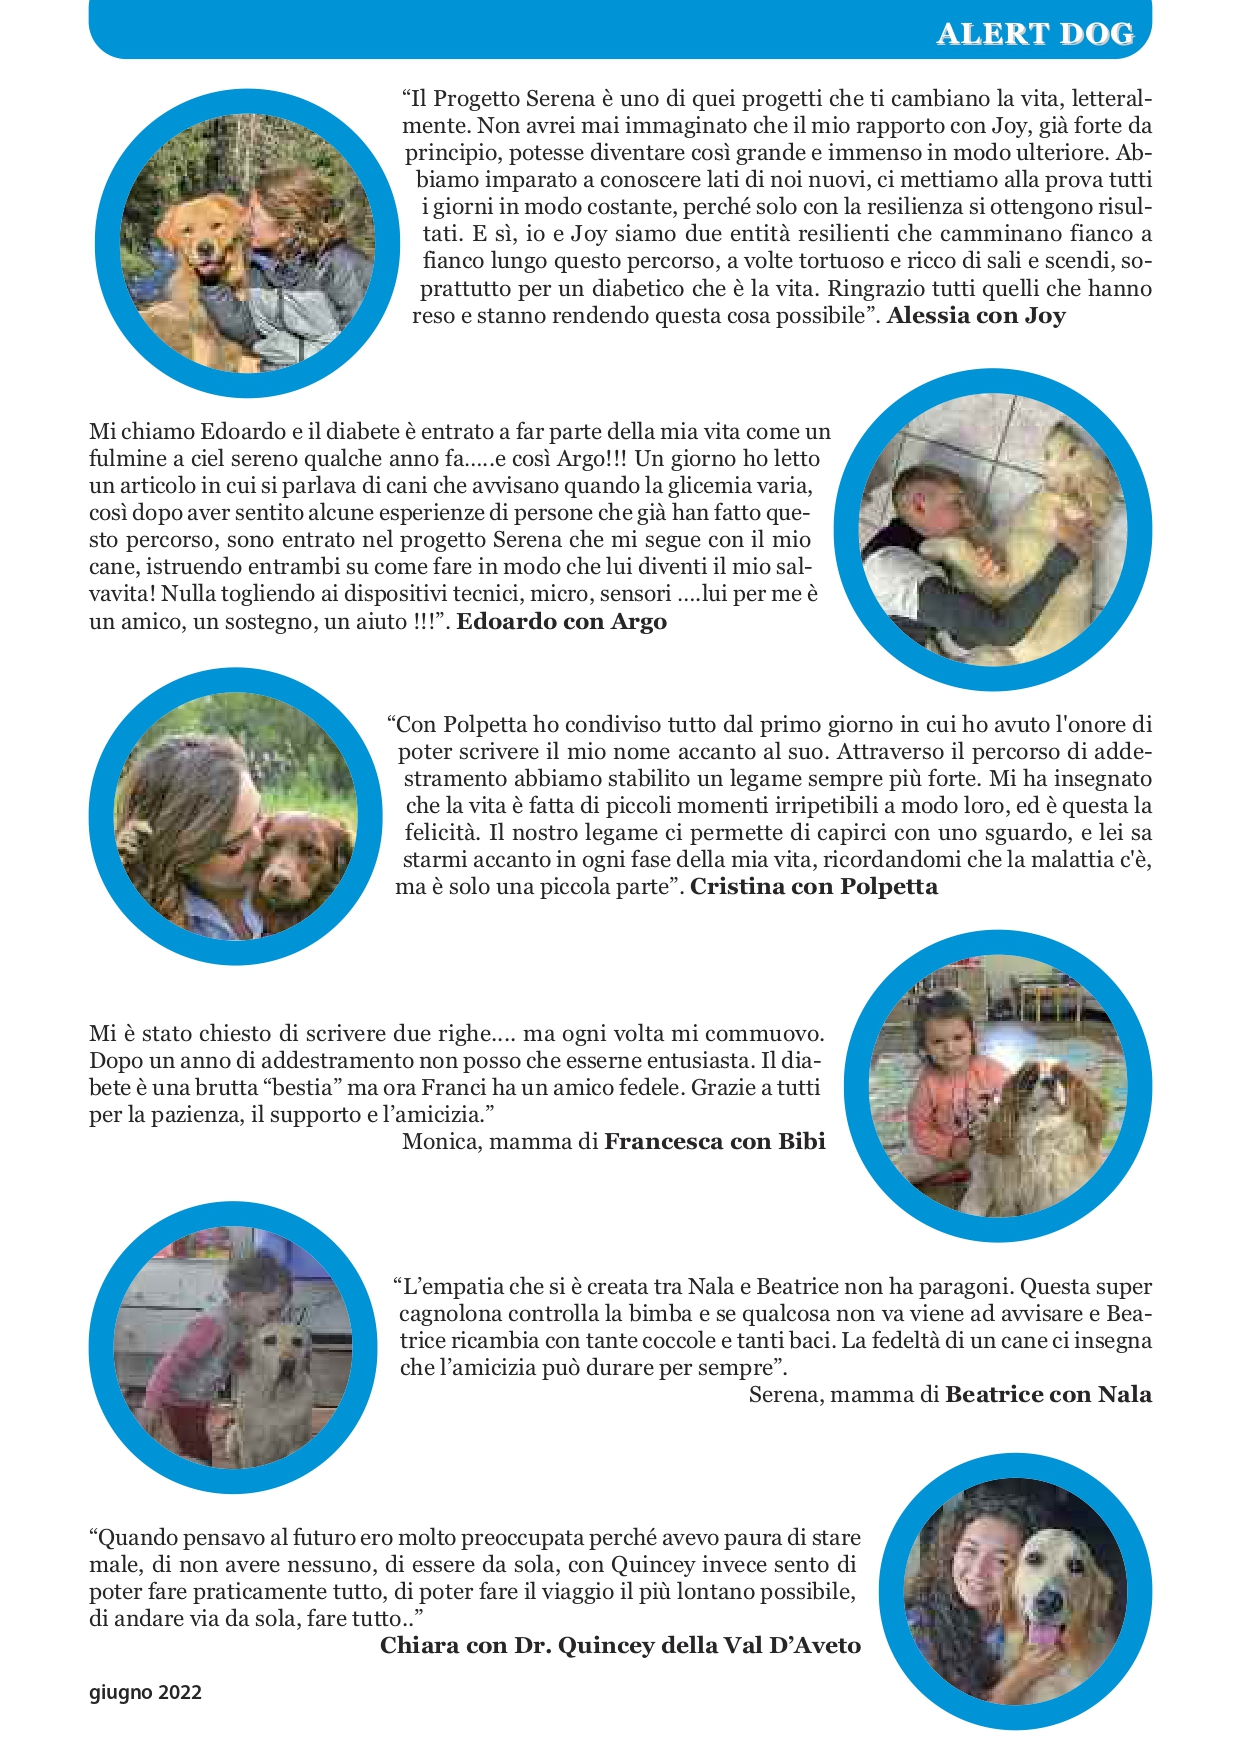 ALERT DOG
“Il Progetto Serena è uno di quei progetti che ti cambiano la vita, letteral-
mente. Non avrei mai immaginato che il mio rapporto con Joy, già forte da
principio, potesse diventare così grande e immenso in modo ulteriore. Ab-
biamo imparato a conoscere lati di noi nuovi, ci mettiamo alla prova tutti
i giorni in modo costante, perché solo con la resilienza si ottengono risul-
tati. E sì, io e Joy siamo due entità resilienti che camminano fianco a
fianco lungo questo percorso, a volte tortuoso e ricco di sali e scendi, so-
prattutto per un diabetico che è la vita. Ringrazio tutti quelli che hanno
reso e stanno rendendo questa cosa possibile”. Alessia con Joy
Mi chiamo Edoardo e il diabete è entrato a far parte della mia vita come un
fulmine a ciel sereno qualche anno fa.....e così Argo!!! Un giorno ho letto
un articolo in cui si parlava di cani che avvisano quando la glicemia varia,
così dopo aver sentito alcune esperienze di persone che già han fatto que-
sto percorso, sono entrato nel progetto Serena che mi segue con il mio
cane, istruendo entrambi su come fare in modo che lui diventi il mio sal-
vavita! Nulla togliendo ai dispositivi tecnici, micro, sensori ....lui per me è
un amico, un sostegno, un aiuto !!!”. Edoardo con Argo
“Con Polpetta ho condiviso tutto dal primo giorno in cui ho avuto l'onore di
poter scrivere il mio nome accanto al suo. Attraverso il percorso di adde-
stramento abbiamo stabilito un legame sempre più forte. Mi ha insegnato
che la vita è fatta di piccoli momenti irripetibili a modo loro, ed è questa la
felicità. Il nostro legame ci permette di capirci con uno sguardo, e lei sa
starmi accanto in ogni fase della mia vita, ricordandomi che la malattia c'è,
ma è solo una piccola parte”. Cristina con Polpetta
Mi è stato chiesto di scrivere due righe.... ma ogni volta mi commuovo.
Dopo un anno di addestramento non posso che esserne entusiasta. Il dia-
bete è una brutta “bestia” ma ora Franci ha un amico fedele. Grazie a tutti
per la pazienza, il supporto e l’amicizia.”
Monica, mamma di Francesca con Bibi
“L’empatia che si è creata tra Nala e Beatrice non ha paragoni. Questa super
cagnolona controlla la bimba e se qualcosa non va viene ad avvisare e Bea-
trice ricambia con tante coccole e tanti baci. La fedeltà di un cane ci insegna
che l’amicizia può durare per sempre”.
Serena, mamma di Beatrice con Nala
“Quando pensavo al futuro ero molto preoccupata perché avevo paura di stare
male, di non avere nessuno, di essere da sola, con Quincey invece sento di
poter fare praticamente tutto, di poter fare il viaggio il più lontano possibile,
di andare via da sola, fare tutto..”
Chiara con Dr. Quincey della Val D’Aveto
giugno 2022